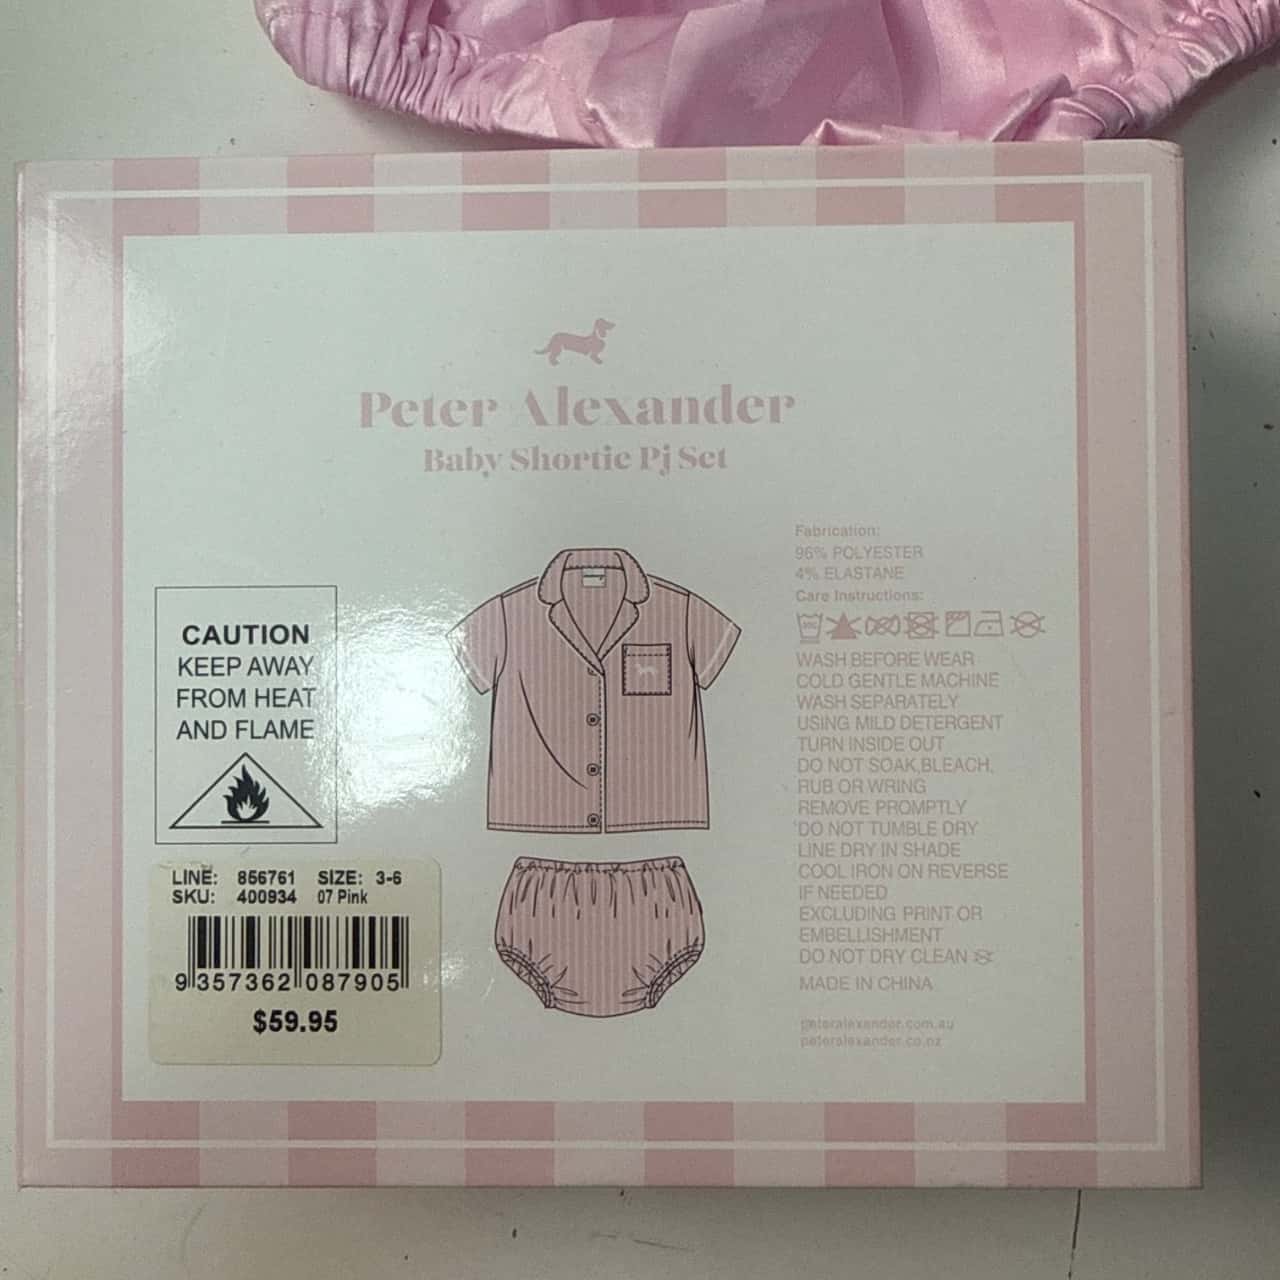 Peter Alexander
Baby Shortie Pj Set
Fabrication:
96% POLYESTER
4% ELASTANE
Care Instructions:
WASH BEFORE WEAR
COLD GENTLE MACHINE
WASH SEPARATELY
USING MILD DETERGENT
TURN INSIDE OUT
DO NOT SOAK,BLEACH,
RUB OR WRING
REMOVE PROMPTLY
DO NOT TUMBLE DRY
LINE DRY IN SHADE
COOL IRON ON REVERSE
IF NEEDED
EXCLUDING PRINT OR
EMBELLISHMENT
DO NOT DRY CLEAN
MADE IN CHINA
peteralexander.com.au
peteralexander.co.nz
CAUTION
KEEP AWAY
FROM HEAT
AND FLAME
LINE: 856761 SIZE: 3-6
SKU: 400934 07 Pink
9 357362 087905
$59.95